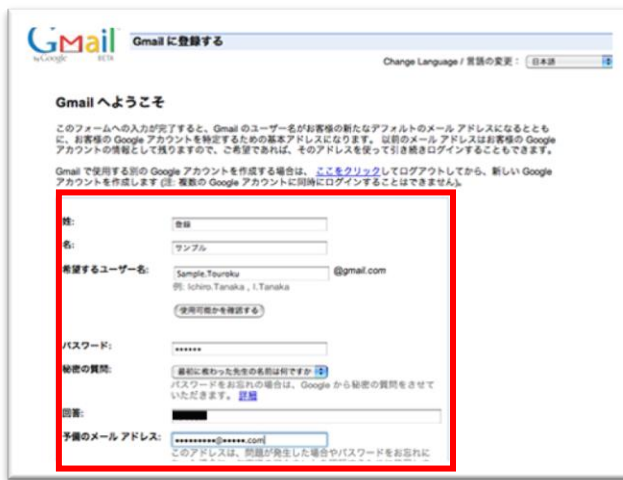 Gmail
by Google BETA
Gmail に登録する
Change Language / 言語の変更： 日本語
Gmail へようこそ
このフォームへの入力が完了すると、Gmail のユーザー名がお客様の新たなデフォルトのメール アドレスになるととも
に、お客様の Google アカウントを特定するための基本アドレスになります。 以前のメール アドレスはお客様の Google
アカウントの情報として残りますので、ご希望であれば、そのアドレスを使って引き続きログインすることもできます。
Gmail で使用する別の Google アカウントを作成する場合は、 ここをクリックしてログアウトしてから、新しい Google
アカウントを作成します (注: 複数の Google アカウントに同時にログインすることはできません)。
姓: 登録
名: サンプル
希望するユーザー名: Sample.Touroku @gmail.com
例: Ichiro.Tanaka , I.Tanaka
使用可能かを確認する
パスワード: ••••••
秘密の質問: 最初に教わった先生の名前は何ですか
パスワードをお忘れの場合は、Google から秘密の質問をさせて
いただきます。 詳細
回答:
予備のメール アドレス: •••••••••@•••••.com
このアドレスは、問題が発生した場合やパスワードをお忘れに